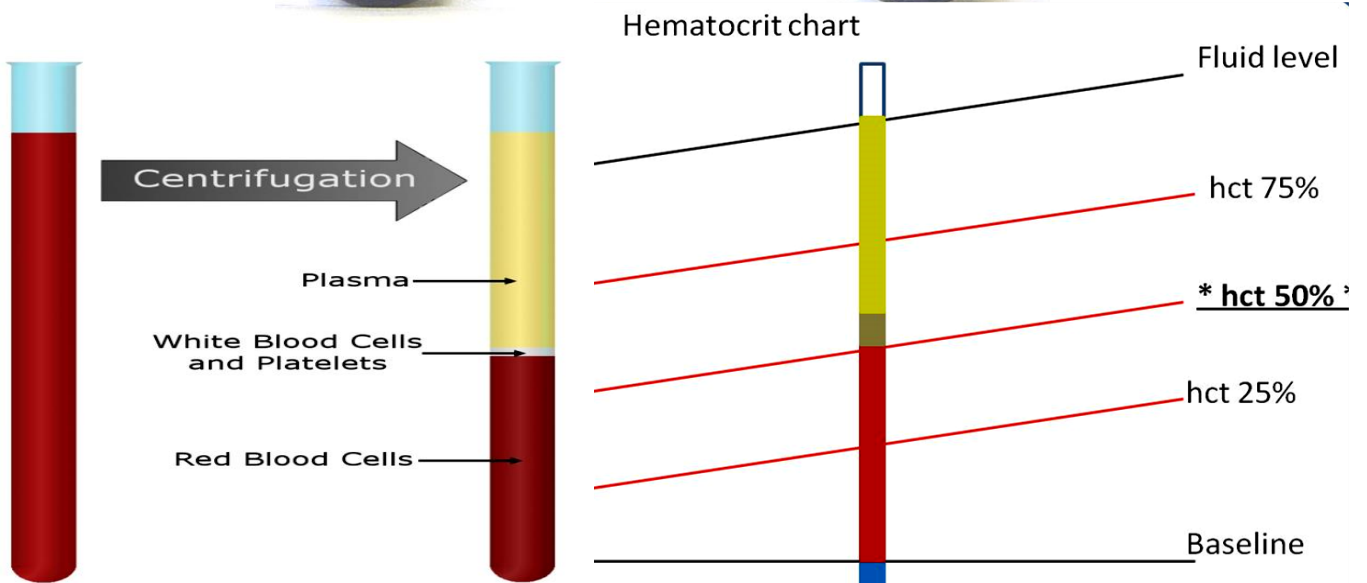 Hematocrit chart
Fluid level
Centrifugation
hct 75%
Plasma
* hct 50% *
White Blood Cells
and Platelets
hct 25%
Red Blood Cells
Baseline